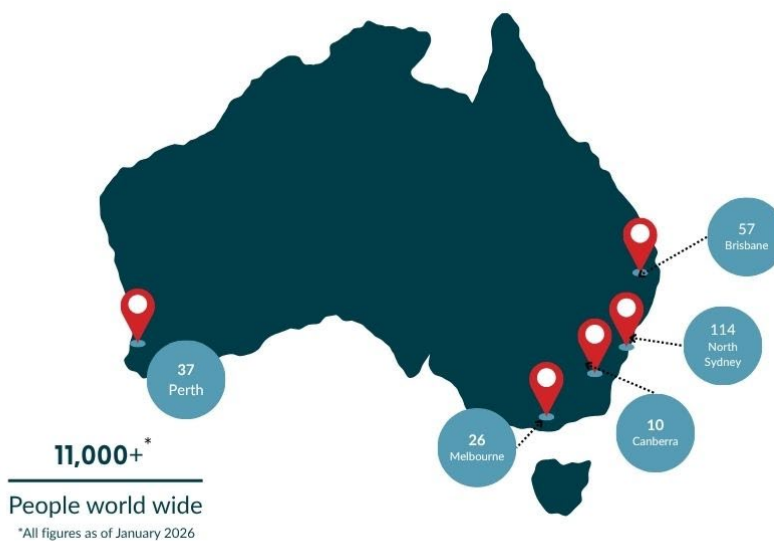 57
Brisbane
114
North
Sydney
37
Perth
10
Canberra
26
Melbourne
11,000+*
People world wide
*All figures as of January 2026